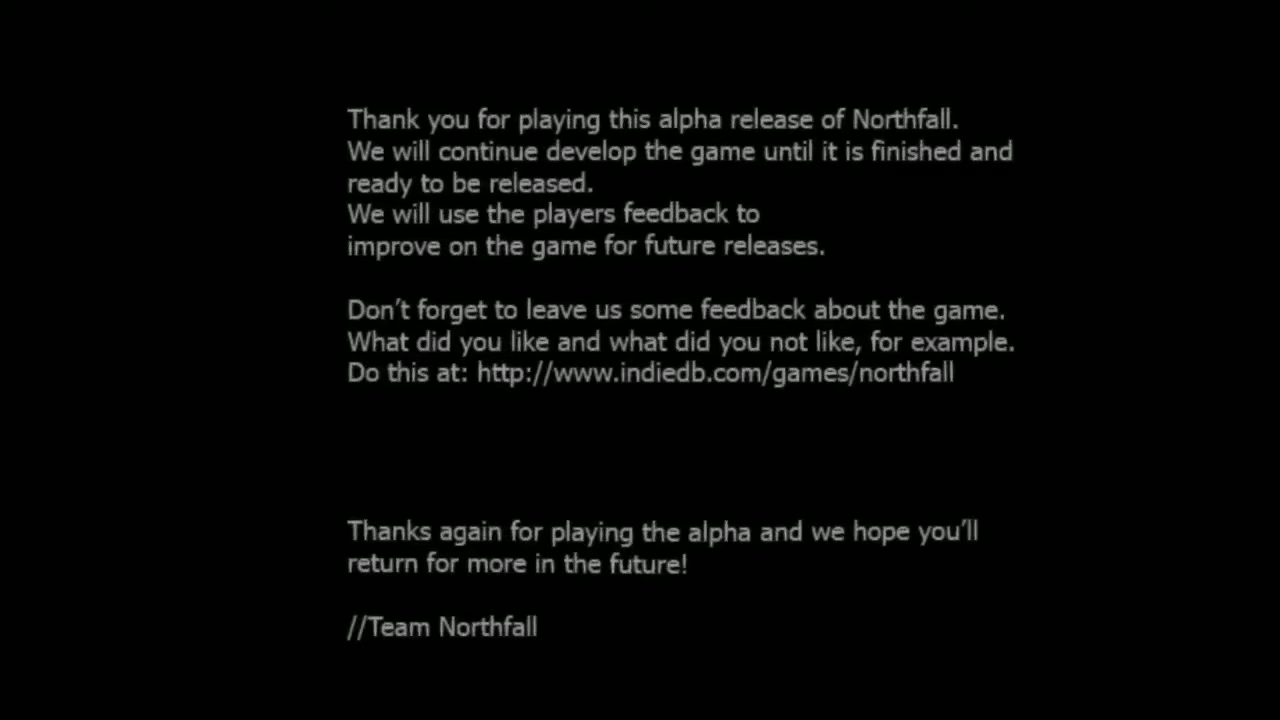 Thank you for playing this alpha release of Northfall.
We will continue develop the game until it is finished and
ready to be released.
We will use the players feedback to
improve on the game for future releases.
Don't forget to leave us some feedback about the game.
What did you like and what did you not like, for example.
Do this at: http://www.indiedb.com/games/northfall
Thanks again for playing the alpha and we hope you'll
return for more in the future!
//Team Northfall